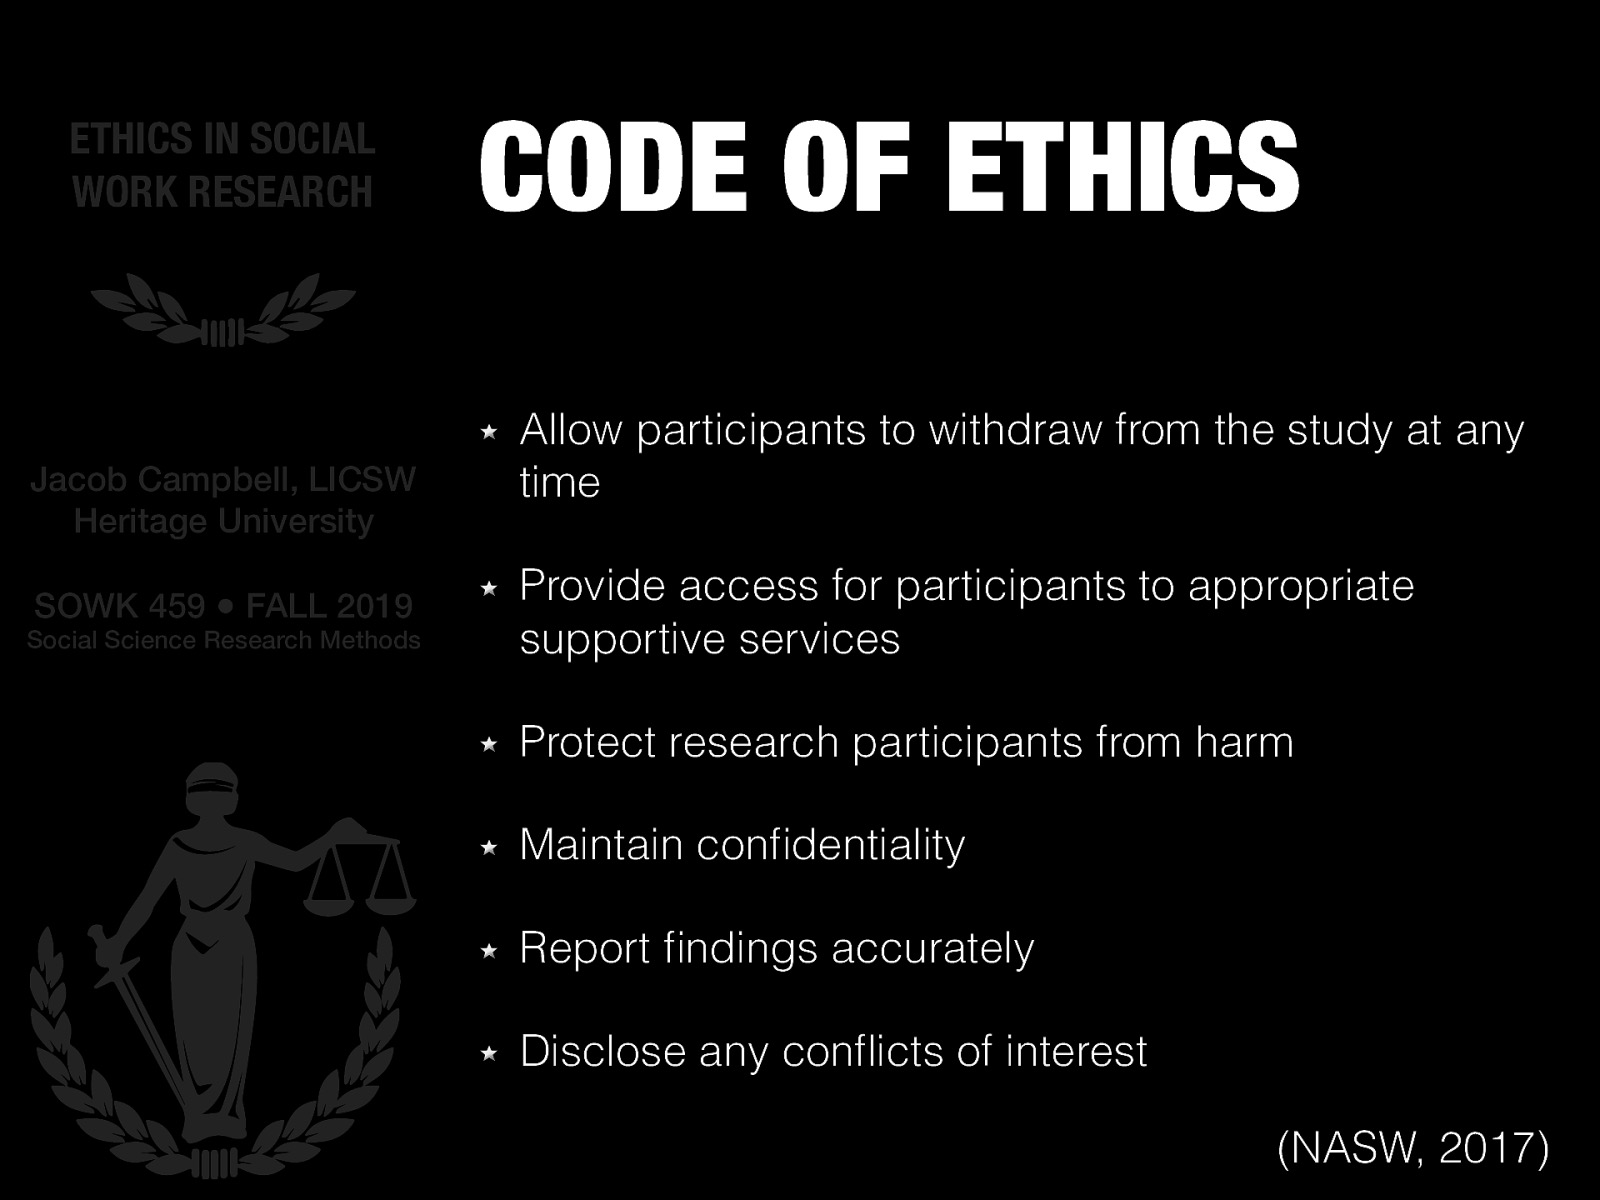 ETHICS IN SOCIAL
WORK RESEARCH
Jacob Campbell, LICSW
Heritage University
SOWK 459 • FALL 2019
Social Science Research Methods
CODE OF ETHICS
★ Allow participants to withdraw from the study at any
time
★ Provide access for participants to appropriate
supportive services
★ Protect research participants from harm
★ Maintain confidentiality
★ Report findings accurately
★ Disclose any conflicts of interest
(NASW, 2017)